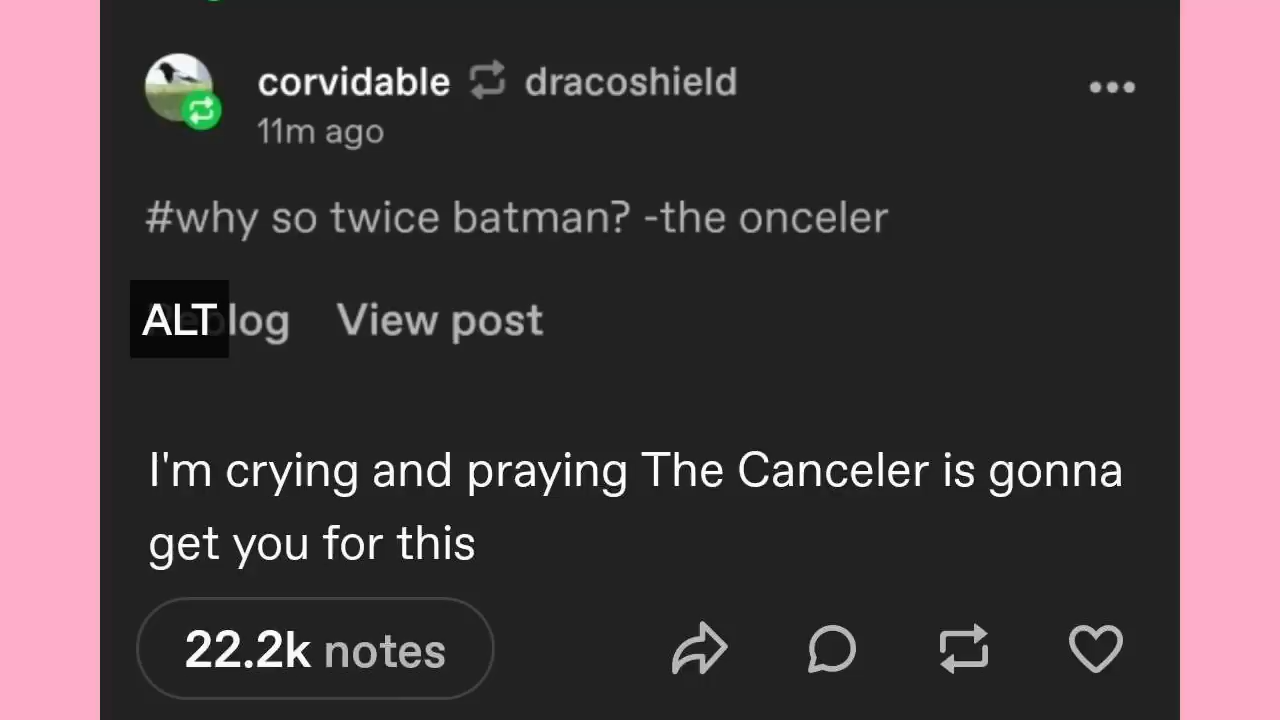 corvidable dracoshield
11m ago
#why so twice batman? -the onceler
ALT log View post
I'm crying and praying The Canceler is gonna
get you for this
22.2k notes